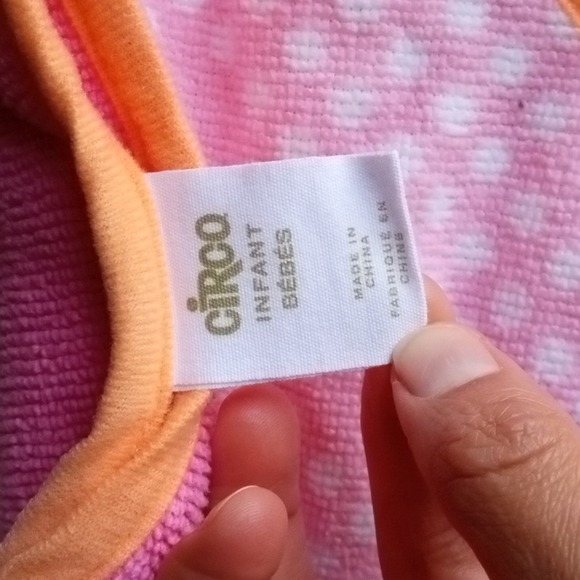 CIRCO
INFANT
BÉBÉS
MADE IN
CHINA
FABRIQUÉ EN
CHINE